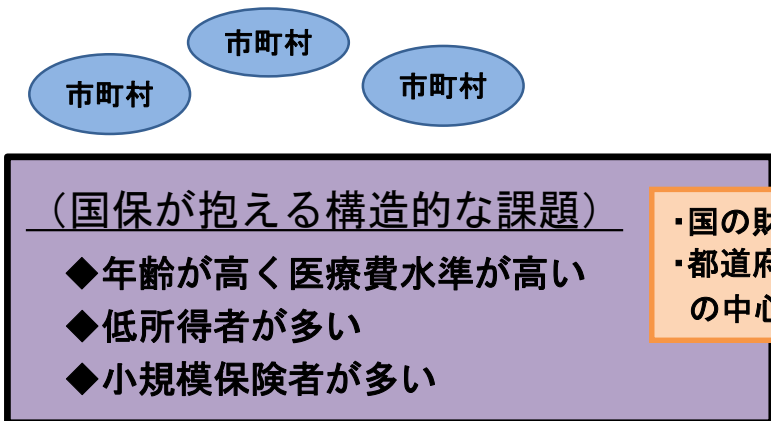 市町村
市町村
市町村
（国保が抱える構造的な課題）
◆年齢が高く医療費水準が高い
◆低所得者が多い
◆小規模保険者が多い
・国の財
・都道府
の中心